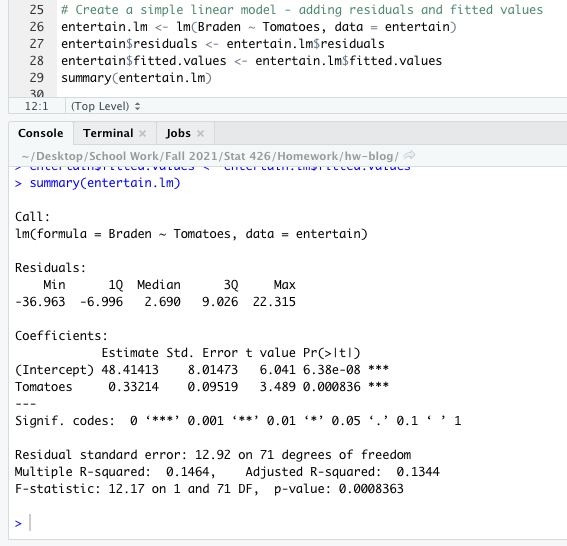 25 # Create a simple linear model - adding residuals and fitted values
26 entertain.lm <- lm(Braden ~ Tomatoes, data = entertain)
27 entertain$residuals <- entertain.lm$residuals
28 entertain$fitted.values <- entertain.lm$fitted.values
29 summary(entertain.lm)
30
12:1 (Top Level)
Console Terminal × Jobs ×
~/Desktop/School Work/Fall 2021/Stat 426/Homework/hw-blog/
> entertain$fitted.values <- entertain.lm$fitted.values
> summary(entertain.lm)
Call:
lm(formula = Braden ~ Tomatoes, data = entertain)
Residuals:
Min 1Q Median 3Q Max
-36.963 -6.996 2.690 9.026 22.315
Coefficients:
Estimate Std. Error t value Pr(>|t|)
(Intercept) 48.41413 8.01473 6.041 6.38e-08 ***
Tomatoes 0.33214 0.09519 3.489 0.000836 ***
---
Signif. codes: 0 ‘***’ 0.001 ‘**’ 0.01 ‘*’ 0.05 ‘.’ 0.1 ‘ ’ 1
Residual standard error: 12.92 on 71 degrees of freedom
Multiple R-squared: 0.1464, Adjusted R-squared: 0.1344
F-statistic: 12.17 on 1 and 71 DF, p-value: 0.0008363
>